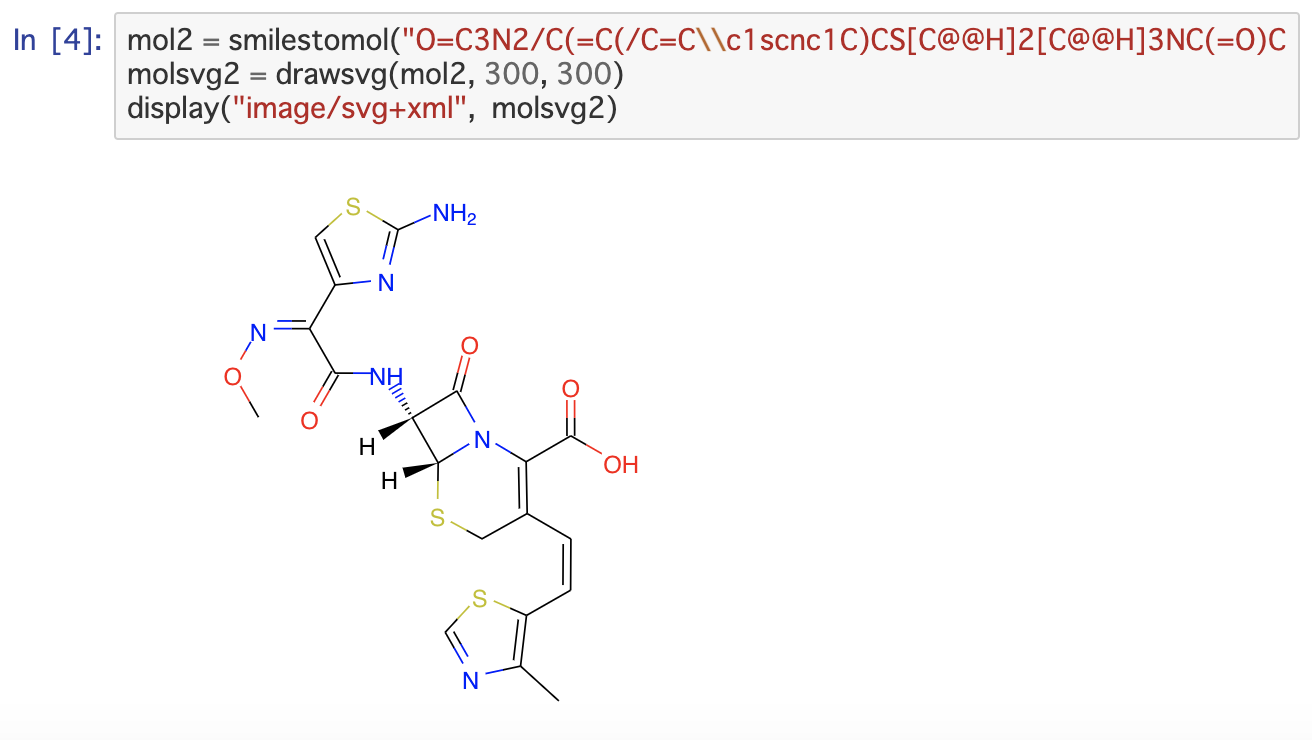 In [4]: mol2 = smilestomol("O=C3N2/C(=C(/C=C\\c1scnc1C)CS[C@@H]2[C@@H]3NC(=O)C
molsvg2 = drawsvg(mol2, 300, 300)
display("image/svg+xml", molsvg2)
S
NH2
N
N
O
NH
O
O
O
H
N
OH
H
S
S
N